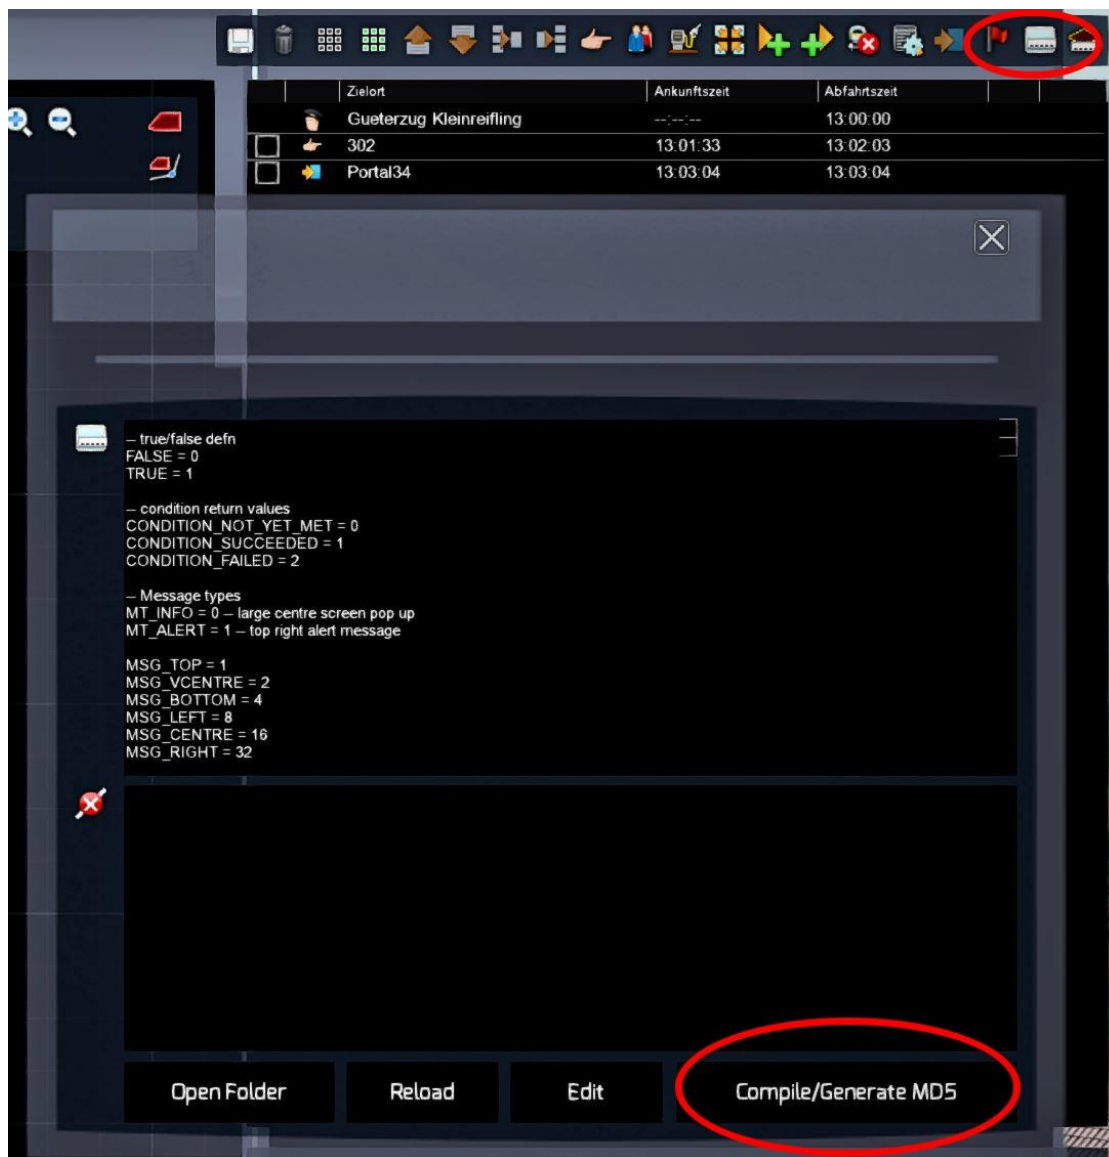 Zielort Ankunftszeit Abfahrtszeit
Gueterzug Kleinreifling --:--:-- 13:00:00
302 13:01:33 13:02:03
Portal34 13:03:04 13:03:04
-- true/false defn
FALSE = 0
TRUE = 1
-- condition return values
CONDITION_NOT_YET_MET = 0
CONDITION_SUCCEEDED = 1
CONDITION_FAILED = 2
-- Message types
MT_INFO = 0 -- large centre screen pop up
MT_ALERT = 1 -- top right alert message
MSG_TOP = 1
MSG_VCENTRE = 2
MSG_BOTTOM = 4
MSG_LEFT = 8
MSG_CENTRE = 16
MSG_RIGHT = 32
Open Folder Reload Edit Compile/Generate MD5